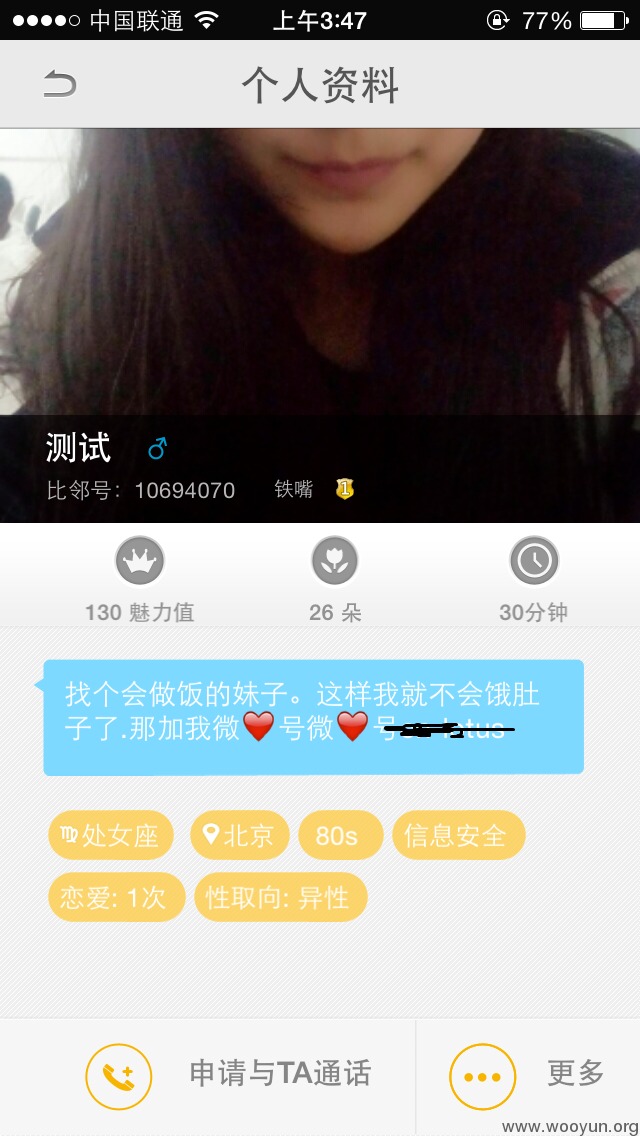 中国联通 上午3:47 77%
个人资料
测试
比邻号：10694070 铁嘴 1
130 魅力值 26 朵 30分钟
找个会做饭的妹子。这样我就不会饿肚
子了.那加我微❤️号微❤️号
处女座 北京 80s 信息安全
恋爱: 1次 性取向: 异性
申请与TA通话 更多
www.wooyun.org